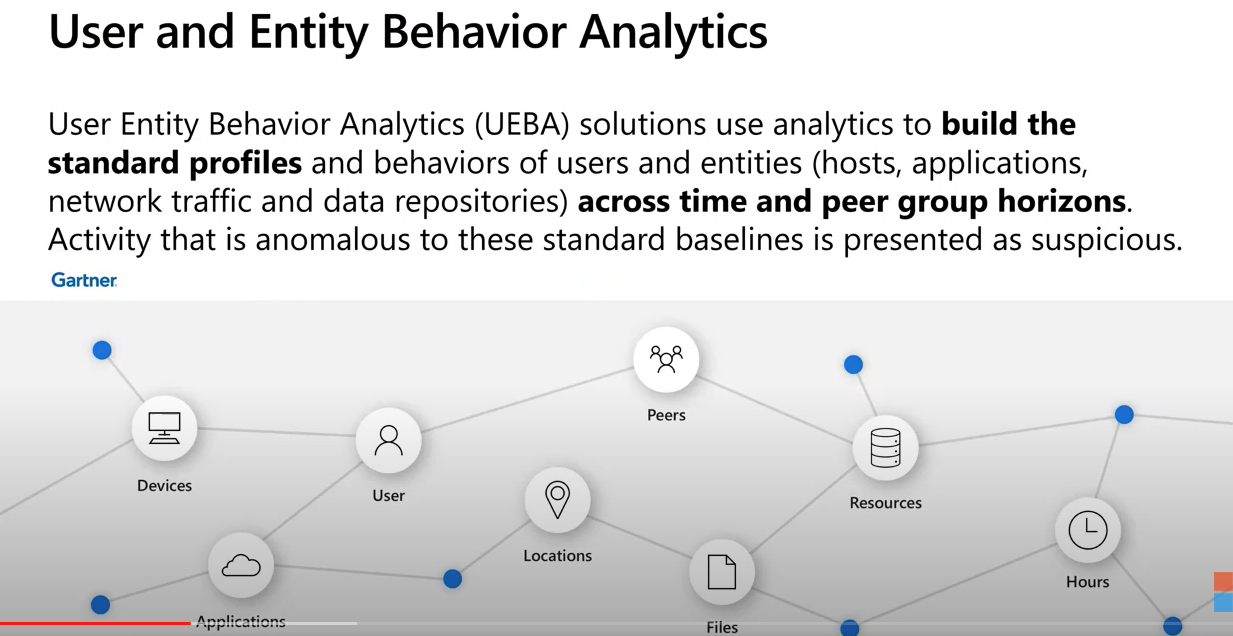 User and Entity Behavior Analytics
User Entity Behavior Analytics (UEBA) solutions use analytics to build the
standard profiles and behaviors of users and entities (hosts, applications,
network traffic and data repositories) across time and peer group horizons.
Activity that is anomalous to these standard baselines is presented as suspicious.
Gartner
Peers
Devices
User
Resources
Locations
Hours
Applications
Files